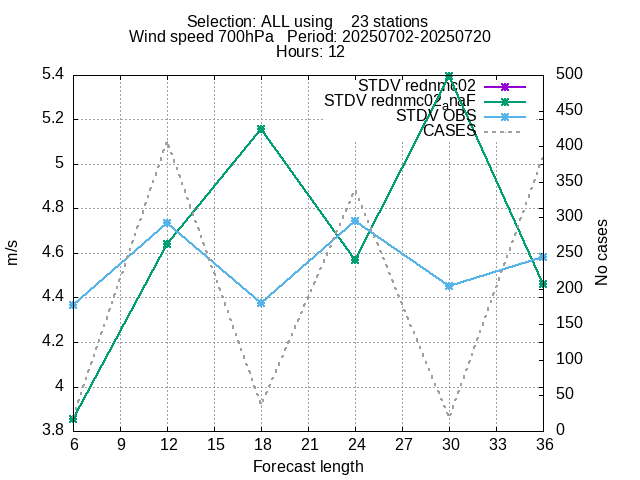 Selection: ALL using    23 stations
Wind speed 700hPa   Period: 20250702-20250720
Hours: 12
STDV rednmc02
STDV rednmc02_anaF
STDV OBS
CASES
5.4
5.2
5
4.8
4.6
4.4
4.2
4
3.8
m/s
500
450
400
350
300
250
200
150
100
50
0
No cases
6 9 12 15 18 21 24 27 30 33 36
Forecast length